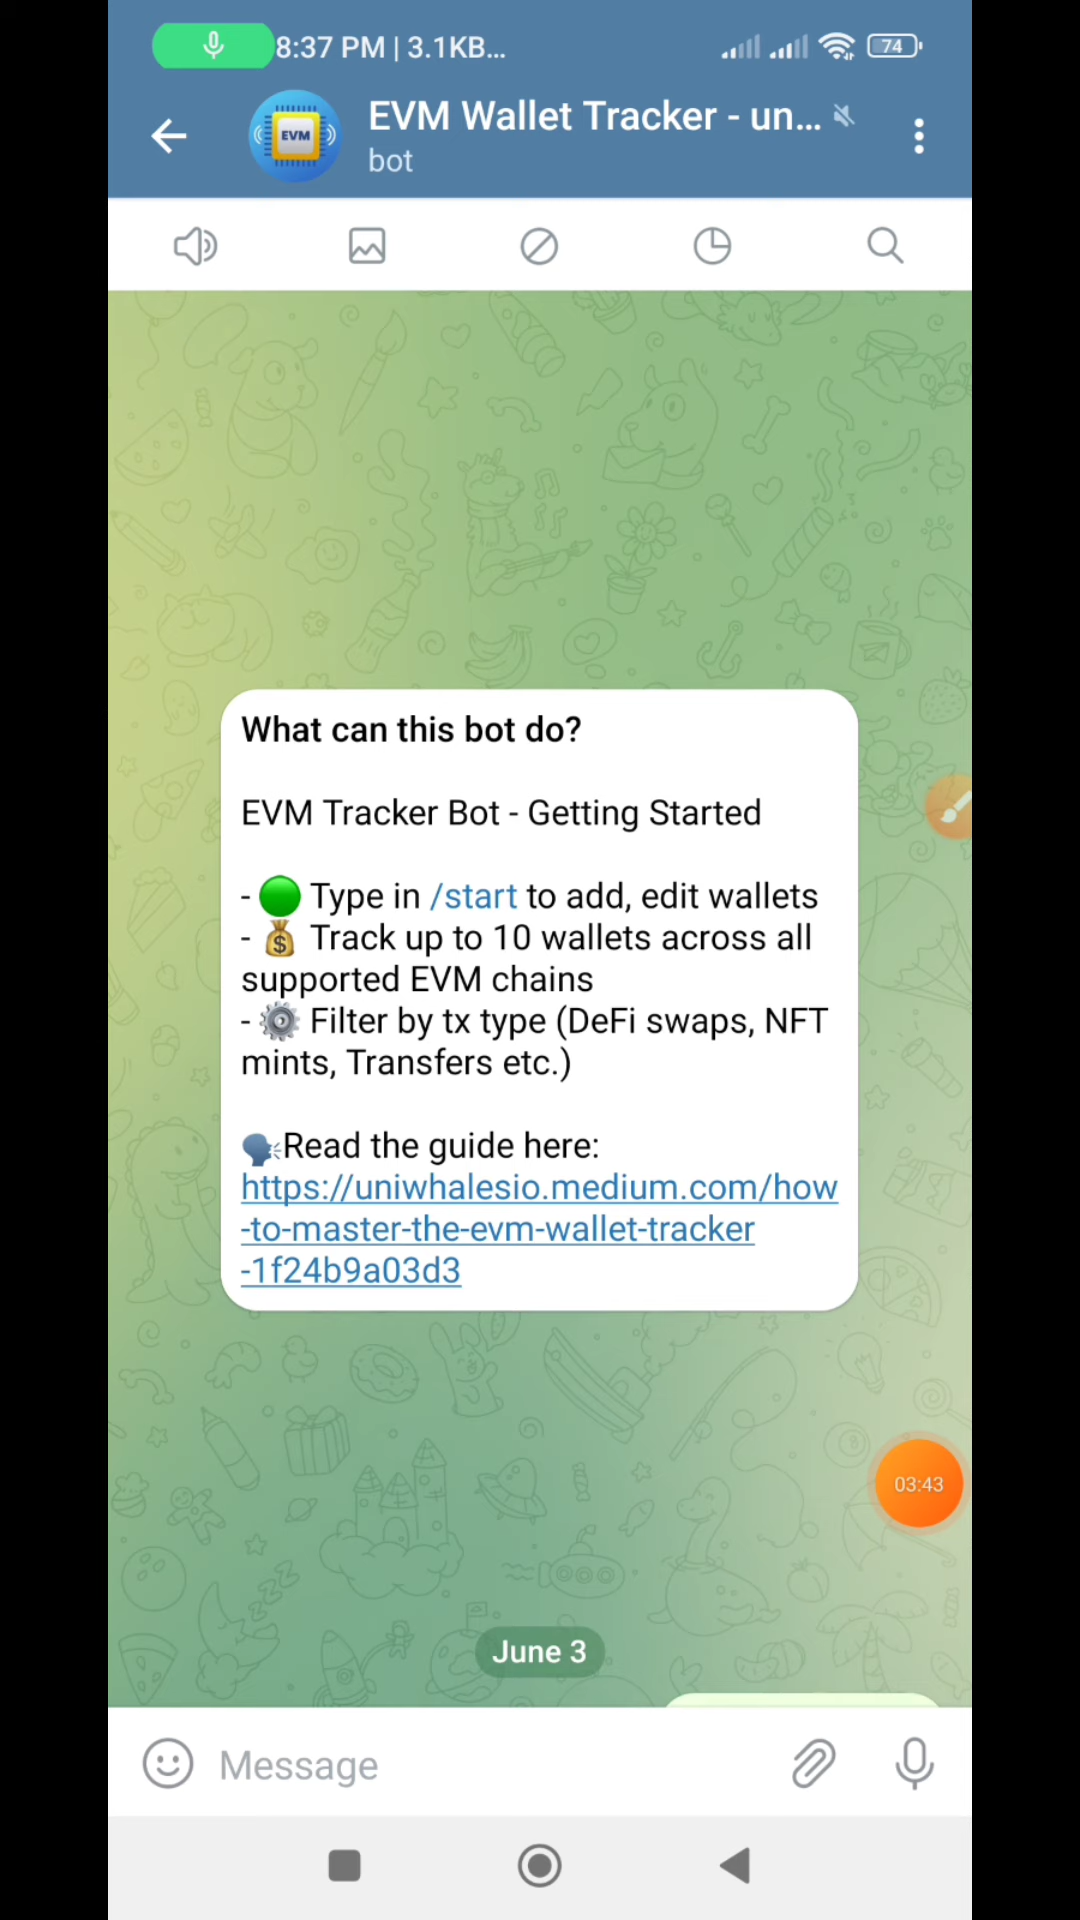 8:37 PM | 3.1KB...
74
EVM
EVM Wallet Tracker - un...
bot
What can this bot do?
EVM Tracker Bot - Getting Started
- 🟢 Type in /start to add, edit wallets
- 💰 Track up to 10 wallets across all
supported EVM chains
- ⚙️ Filter by tx type (DeFi swaps, NFT
mints, Transfers etc.)
🗣️Read the guide here:
https://uniwhalesio.medium.com/how
-to-master-the-evm-wallet-tracker
-1f24b9a03d3
03:43
June 3
Message